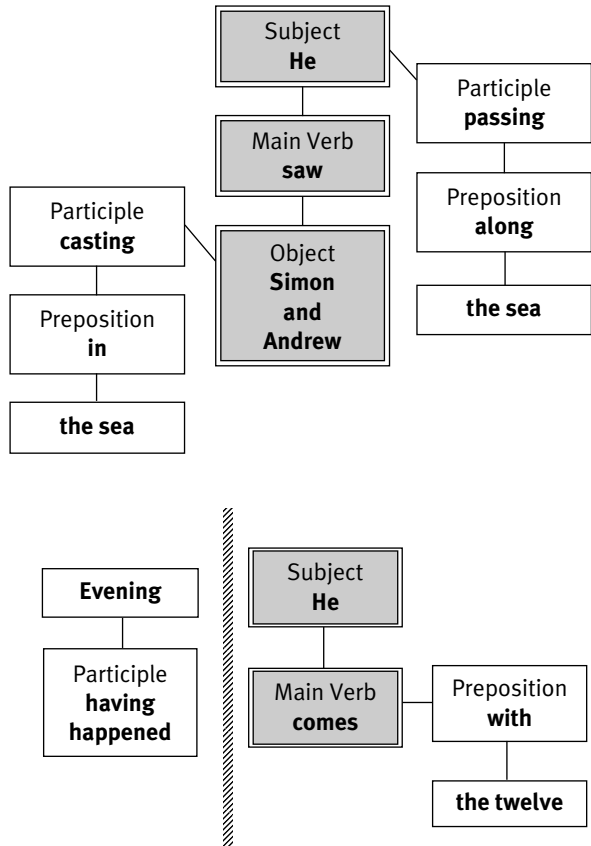 Subject
He
Participle
passing
Main Verb
saw
Preposition
along
Participle
casting
Object
Simon
and
Andrew
the sea
Preposition
in
the sea
Evening
Participle
having
happened
Subject
He
Main Verb
comes
Preposition
with
the twelve